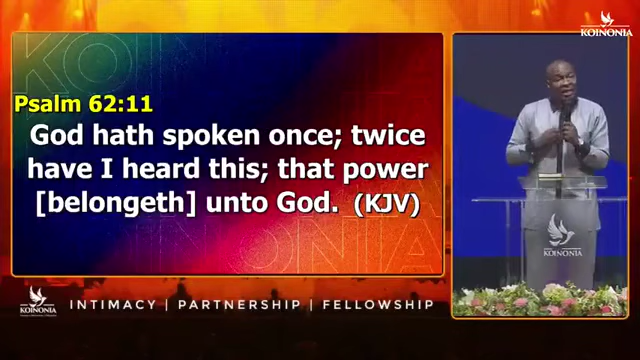 KOINONIA
Psalm 62:11
God hath spoken once; twice
have I heard this; that power
[belongeth] unto God. (KJV)
KOINONIA
KOINONIA
INTIMACY | PARTNERSHIP | FELLOWSHIP